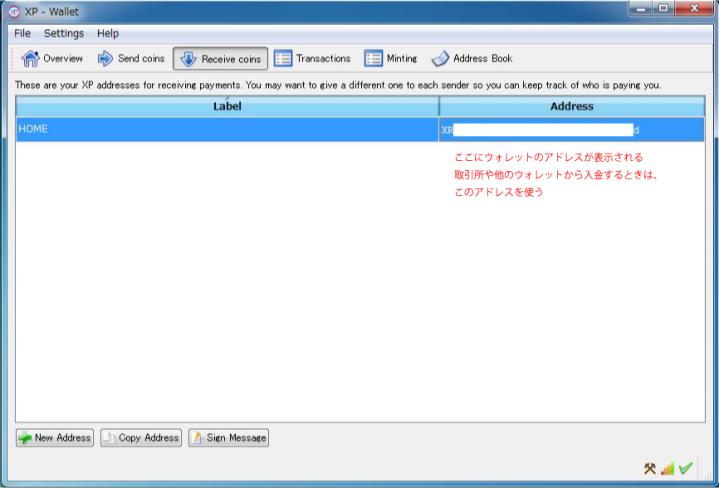 XP - Wallet
File Settings Help
Overview Send coins Receive coins Transactions Minting Address Book
These are your XP addresses for receiving payments. You may want to give a different one to each sender so you can keep track of who is paying you.
Label Address
HOME XR d
ここにウォレットのアドレスが表示される
取引所や他のウォレットから入金するときは、
このアドレスを使う
New Address Copy Address Sign Message